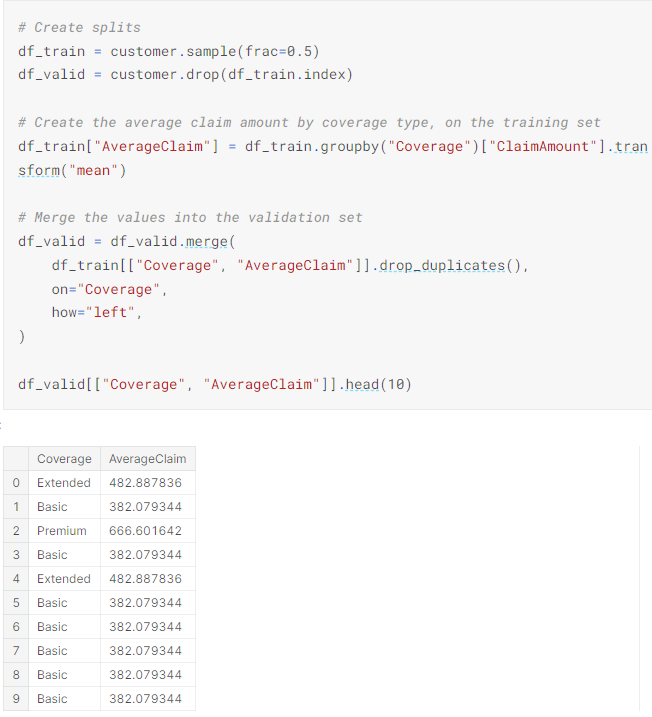 # Create splits
df_train = customer.sample(frac=0.5)
df_valid = customer.drop(df_train.index)
# Create the average claim amount by coverage type, on the training set
df_train["AverageClaim"] = df_train.groupby("Coverage")["ClaimAmount"].tran
sform("mean")
# Merge the values into the validation set
df_valid = df_valid.merge(
    df_train[["Coverage", "AverageClaim"]].drop_duplicates(),
    on="Coverage",
    how="left",
)
df_valid[["Coverage", "AverageClaim"]].head(10)
:
Coverage AverageClaim
0 Extended 482.887836
1 Basic 382.079344
2 Premium 666.601642
3 Basic 382.079344
4 Extended 482.887836
5 Basic 382.079344
6 Basic 382.079344
7 Basic 382.079344
8 Basic 382.079344
9 Basic 382.079344